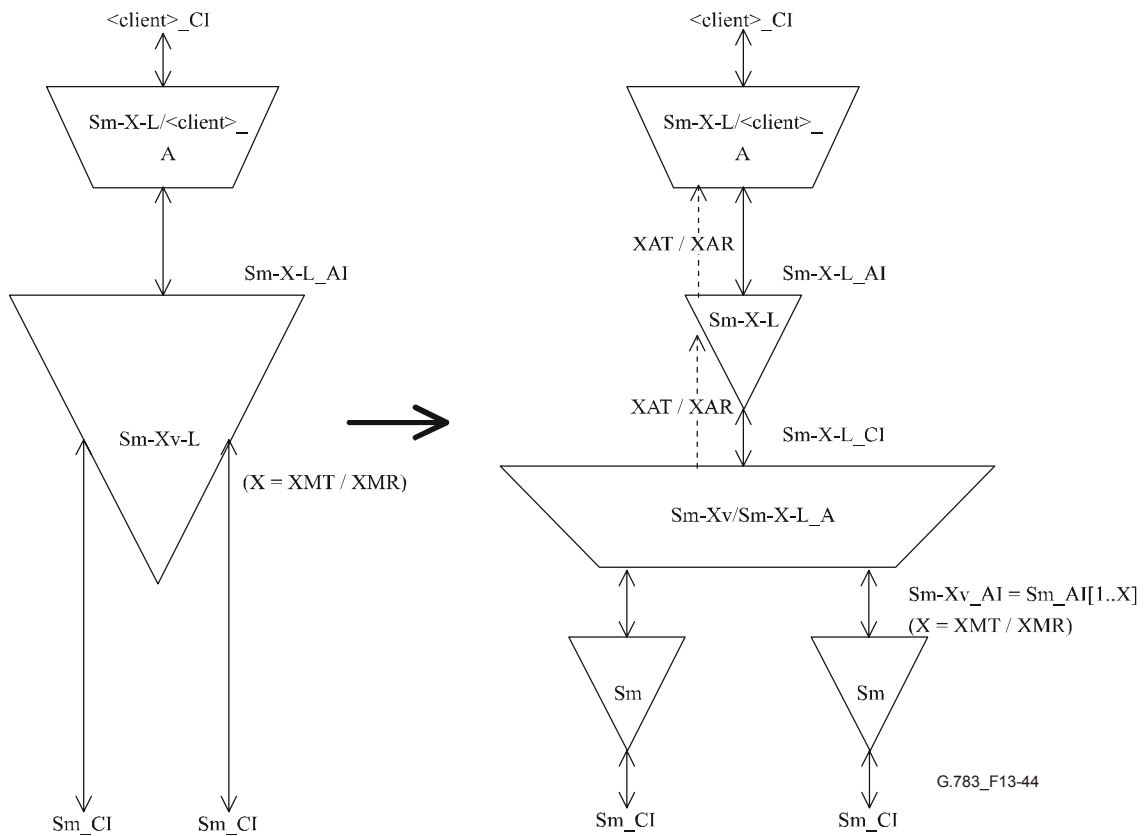 <client>_CI
<client>_CI
Sm-X-L/<client>_
A
Sm-X-L/<client>_
A
XAT / XAR
Sm-X-L_AI
Sm-X-L_AI
Sm-X-L
XAT / XAR
Sm-Xv-L
Sm-X-L_CI
(X = XMT / XMR)
Sm-Xv/Sm-X-L_A
Sm-Xv_AI = Sm_AI[1..X]
(X = XMT / XMR)
Sm
Sm
G.783_F13-44
Sm_CI
Sm_CI
Sm_CI
Sm_CI